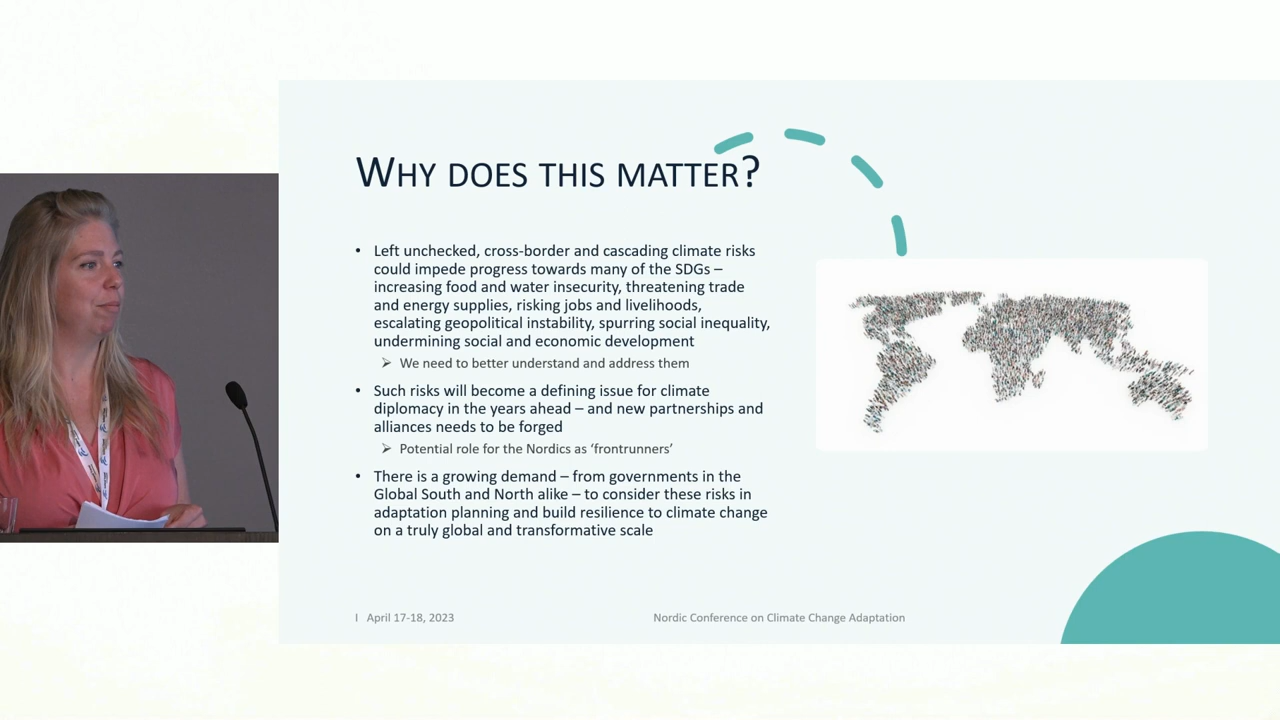 WHY DOES THIS MATTER?
• Left unchecked, cross-border and cascading climate risks
could impede progress towards many of the SDGs –
increasing food and water insecurity, threatening trade
and energy supplies, risking jobs and livelihoods,
escalating geopolitical instability, spurring social inequality,
undermining social and economic development
➢ We need to better understand and address them
• Such risks will become a defining issue for climate
diplomacy in the years ahead – and new partnerships and
alliances needs to be forged
➢ Potential role for the Nordics as ‘frontrunners’
• There is a growing demand – from governments in the
Global South and North alike – to consider these risks in
adaptation planning and build resilience to climate change
on a truly global and transformative scale
I April 17-18, 2023
Nordic Conference on Climate Change Adaptation